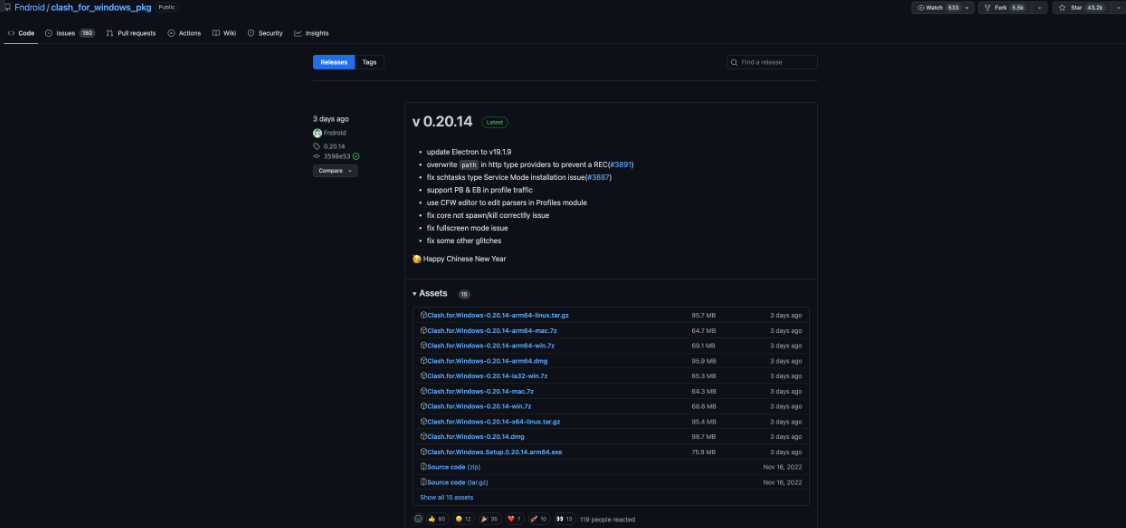 Fndroid / clash_for_windows_pkg Public
Watch 533 Fork 5.6k Star 43.2k
Code Issues 180 Pull requests Actions Wiki Security Insights
Releases Tags Find a release
3 days ago
Fndroid
0.20.14
3598e53
Compare
v 0.20.14 Latest
update Electron to v19.1.9
overwrite path in http type providers to prevent a REC(#3891)
fix schtasks type Service Mode installation issue(#3887)
support PB & EB in profile traffic
use CFW editor to edit parsers in Profiles module
fix core not spawn/kill correctlly issue
fix fullscreen mode issue
fix some other glitches
Happy Chinese New Year
Assets 15
Clash.for.Windows-0.20.14-arm64-linux.tar.gz 95.7 MB 3 days ago
Clash.for.Windows-0.20.14-arm64-mac.7z 64.7 MB 3 days ago
Clash.for.Windows-0.20.14-arm64-win.7z 69.1 MB 3 days ago
Clash.for.Windows-0.20.14-arm64.dmg 95.9 MB 3 days ago
Clash.for.Windows-0.20.14-ia32-win.7z 65.3 MB 3 days ago
Clash.for.Windows-0.20.14-mac.7z 64.3 MB 3 days ago
Clash.for.Windows-0.20.14-win.7z 68.8 MB 3 days ago
Clash.for.Windows-0.20.14-x64-linux.tar.gz 95.4 MB 3 days ago
Clash.for.Windows-0.20.14.dmg 98.7 MB 3 days ago
Clash.for.Windows.Setup.0.20.14.arm64.exe 75.9 MB 3 days ago
Source code (zip) Nov 16, 2022
Source code (tar.gz) Nov 16, 2022
Show all 15 assets
60 12 35 7 10 13 119 people reacted